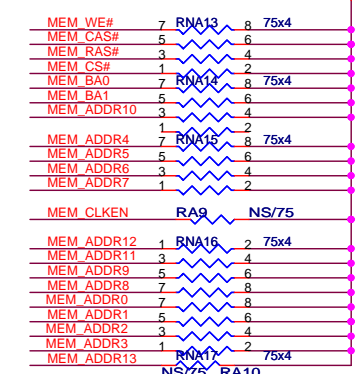 MEM_WE# 7 RNA13 8 75x4
MEM_CAS# 5 6
MEM_RAS# 3 4
MEM_CS# 1 2
MEM_BA0 7 RNA14 8 75x4
MEM_BA1 5 6
MEM_ADDR10 3 4
1 2
MEM_ADDR4 7 RNA15 8 75x4
MEM_ADDR5 5 6
MEM_ADDR6 3 4
MEM_ADDR7 1 2
MEM_CLKEN RA9 NS/75
MEM_ADDR12 1 RNA16 2 75x4
MEM_ADDR11 3 4
MEM_ADDR9 5 6
MEM_ADDR8 7 8
MEM_ADDR0 7 8
MEM_ADDR1 5 6
MEM_ADDR2 3 4
MEM_ADDR3 1 2
MEM_ADDR13 RNA17 75x4
NS/75 RA10